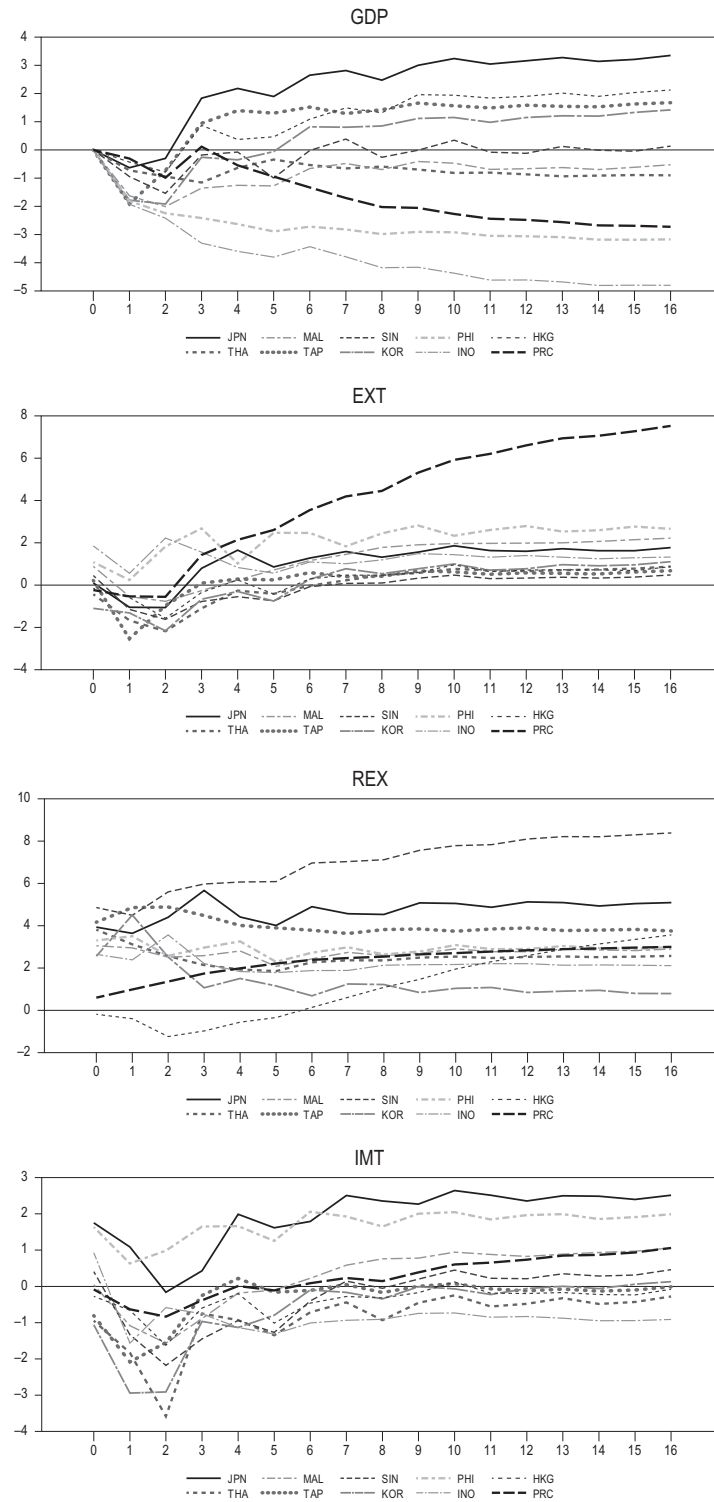 GDP
4
3
2
1
0
–1
–2
–3
–4
–5
0 1 2 3 4 5 6 7 8 9 10 11 12 13 14 15 16
JPN MAL SIN PHI HKG
THA TAP KOR INO PRC
EXT
8
6
4
2
0
–2
–4
0 1 2 3 4 5 6 7 8 9 10 11 12 13 14 15 16
JPN MAL SIN PHI HKG
THA TAP KOR INO PRC
REX
10
8
6
4
2
0
–2
0 1 2 3 4 5 6 7 8 9 10 11 12 13 14 15 16
JPN MAL SIN PHI HKG
THA TAP KOR INO PRC
IMT
3
2
1
0
–1
–2
–3
–4
0 1 2 3 4 5 6 7 8 9 10 11 12 13 14 15 16
JPN MAL SIN PHI HKG
THA TAP KOR INO PRC